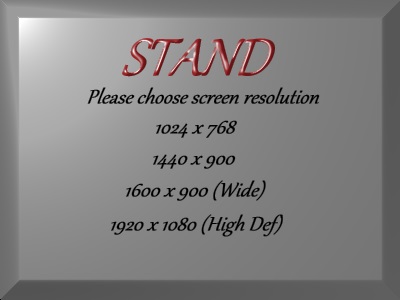 STAND
Please choose screen resolution
1024 x 768
1440 x 900
1600 x 900 (Wide)
1920 x 1080 (High Def)